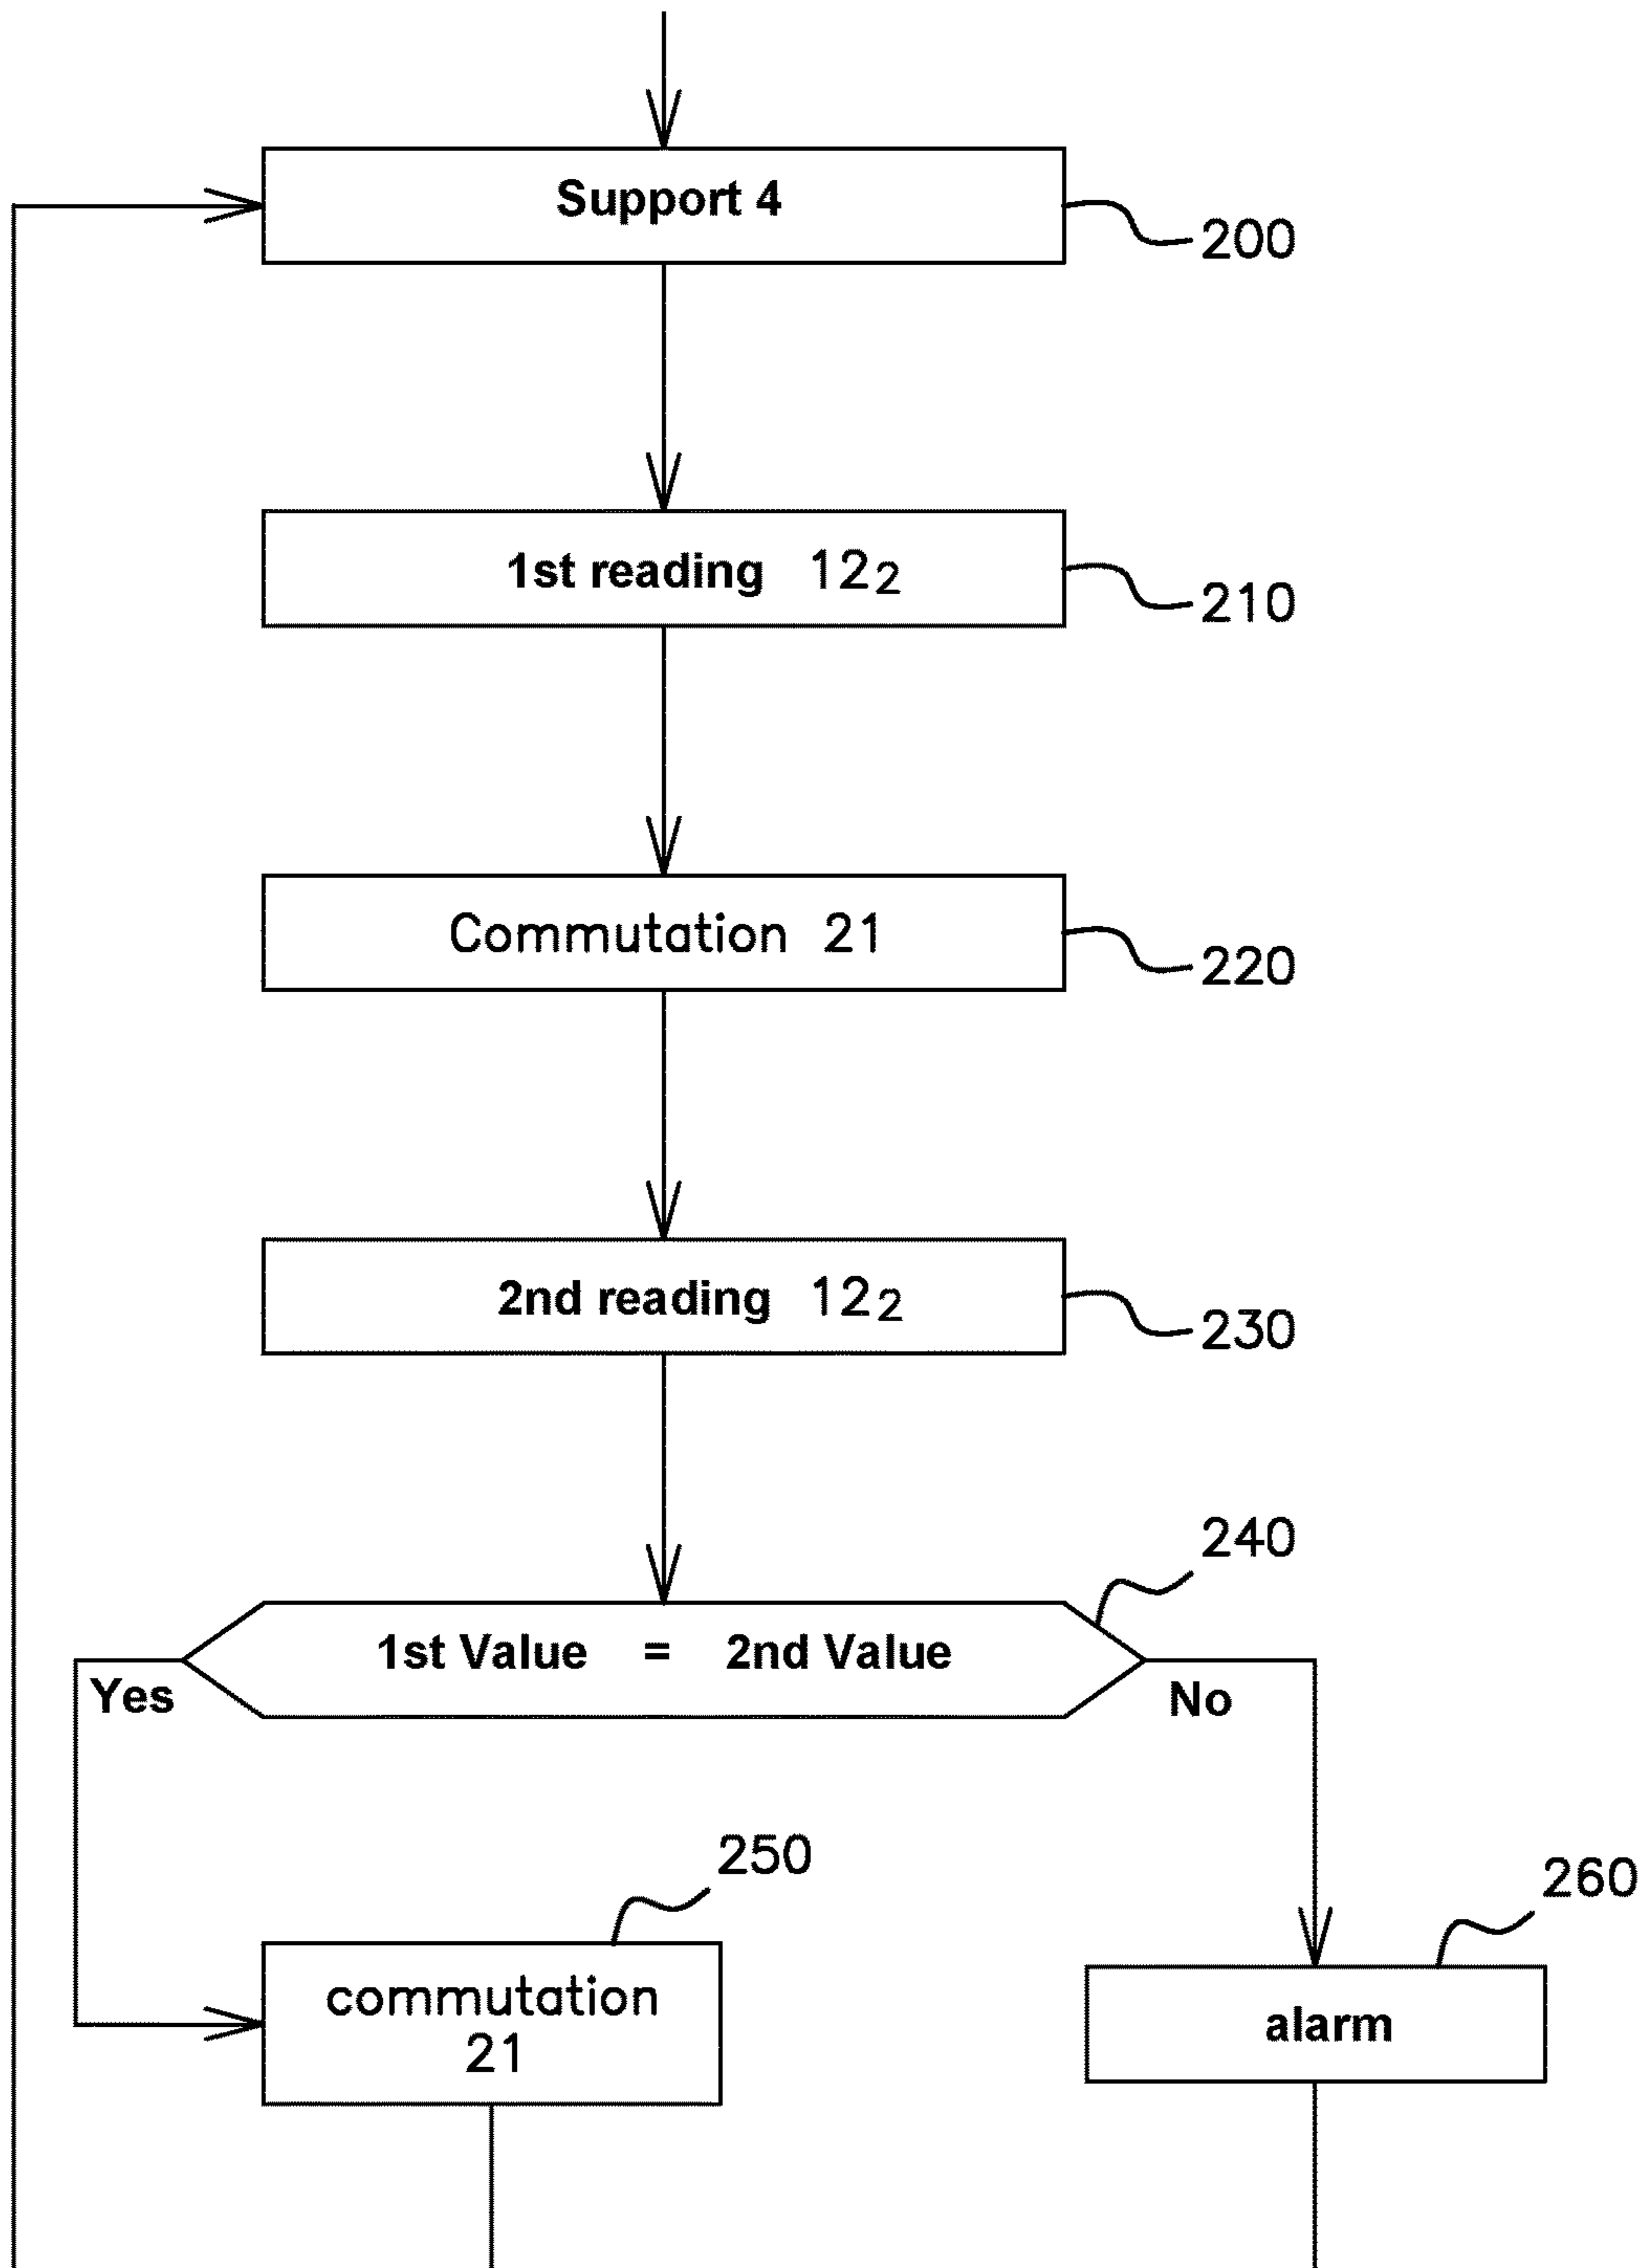 Support 4
200
1st reading 12₂
210
Commutation 21
220
2nd reading 12₂
230
240
1st Value = 2nd Value
Yes
No
250
260
commutation
21
alarm